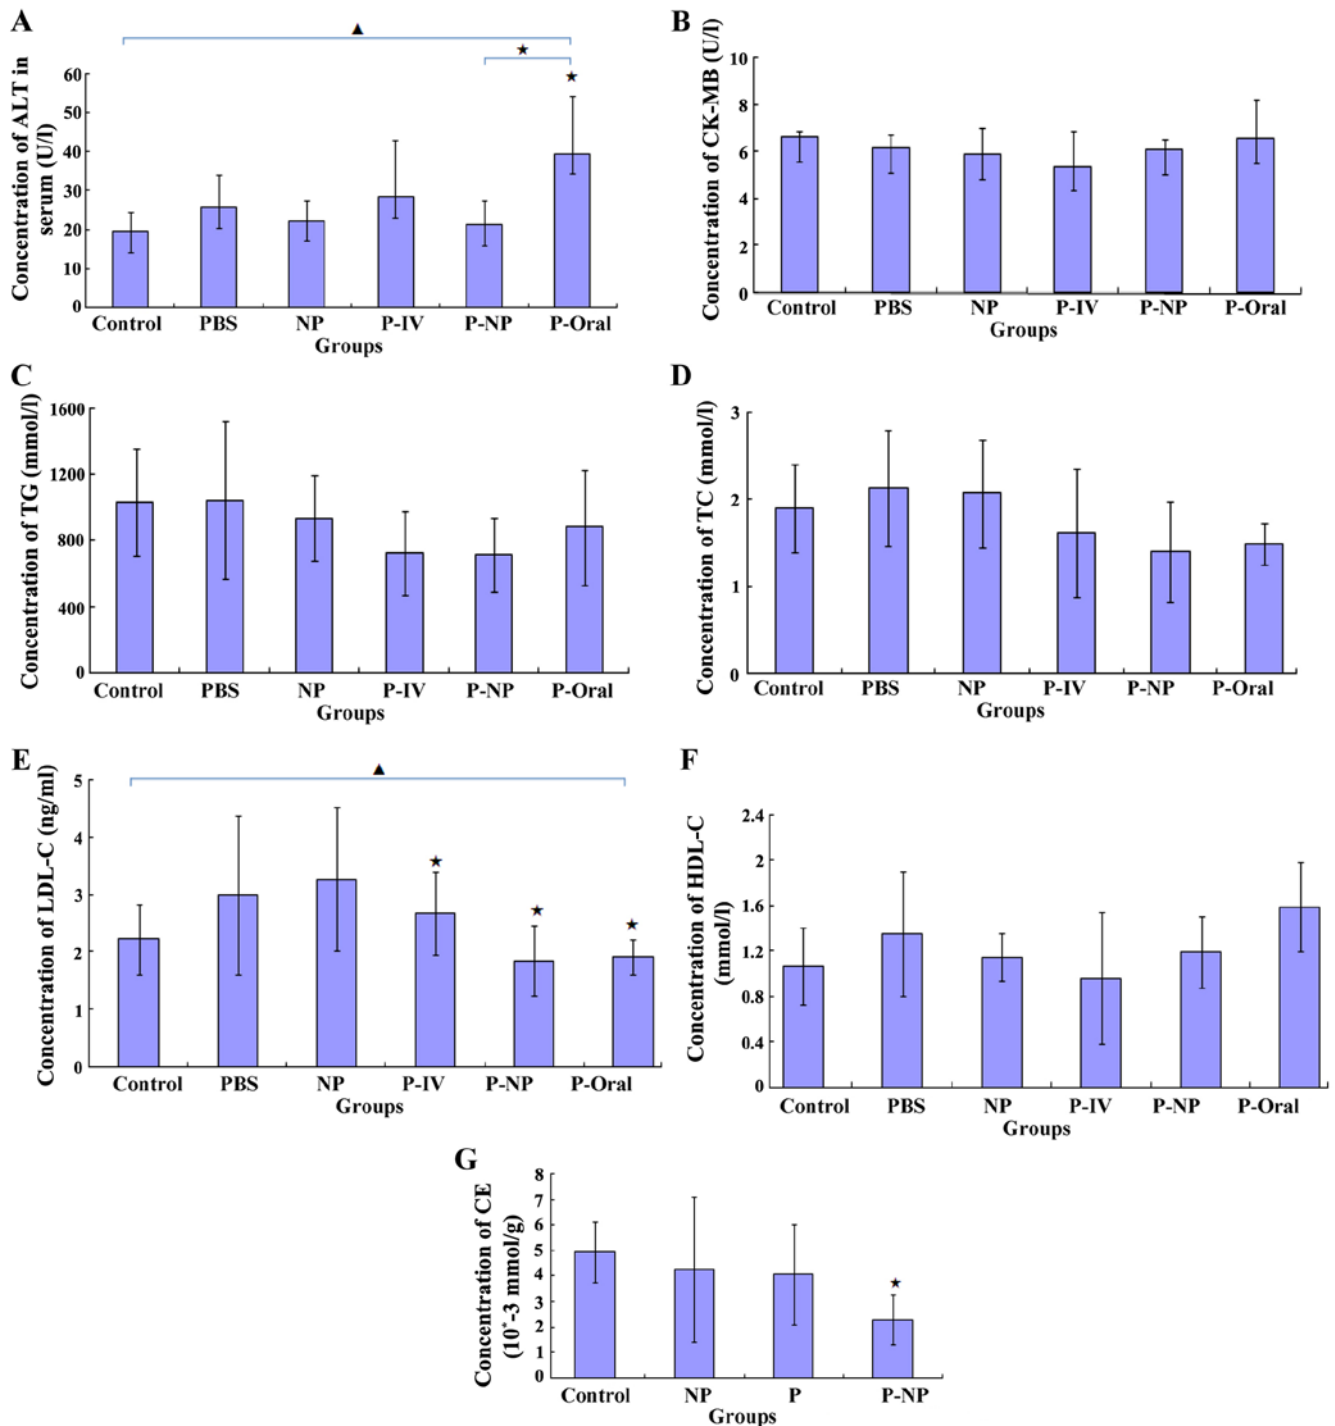 A
Concentration of ALT in
serum (U/l)
60
50
40
30
20
10
0
▲
★
★
Control PBS NP P-IV P-NP P-Oral
Groups
B
Concentration of CK-MB (U/l)
10
8
6
4
2
0
Control PBS NP P-IV P-NP P-Oral
Groups
C
Concentration of TG (mmol/l)
1600
1200
800
400
0
Control PBS NP P-IV P-NP P-Oral
Groups
D
Concentration of TC (mmol/l)
3
2
1
0
Control PBS NP P-IV P-NP P-Oral
Groups
E
Concentration of LDL-C (ng/ml)
5
4
3
2
1
0
▲
★
★
★
Control PBS NP P-IV P-NP P-Oral
Groups
F
Concentration of HDL-C
(mmol/l)
2.4
2
1.6
1.2
0.8
0.4
0
Control PBS NP P-IV P-NP P-Oral
Groups
G
Concentration of CE
(10^-3 mmol/g)
8
7
6
5
4
3
2
1
0
★
Control NP P P-NP
Groups